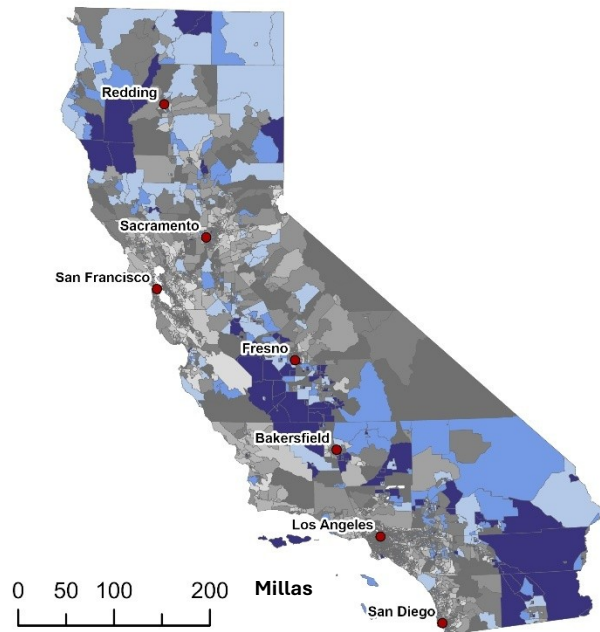 Redding
Sacramento
San Francisco
Fresno
Bakersfield
Los Angeles
San Diego
Millas
0 50 100 200